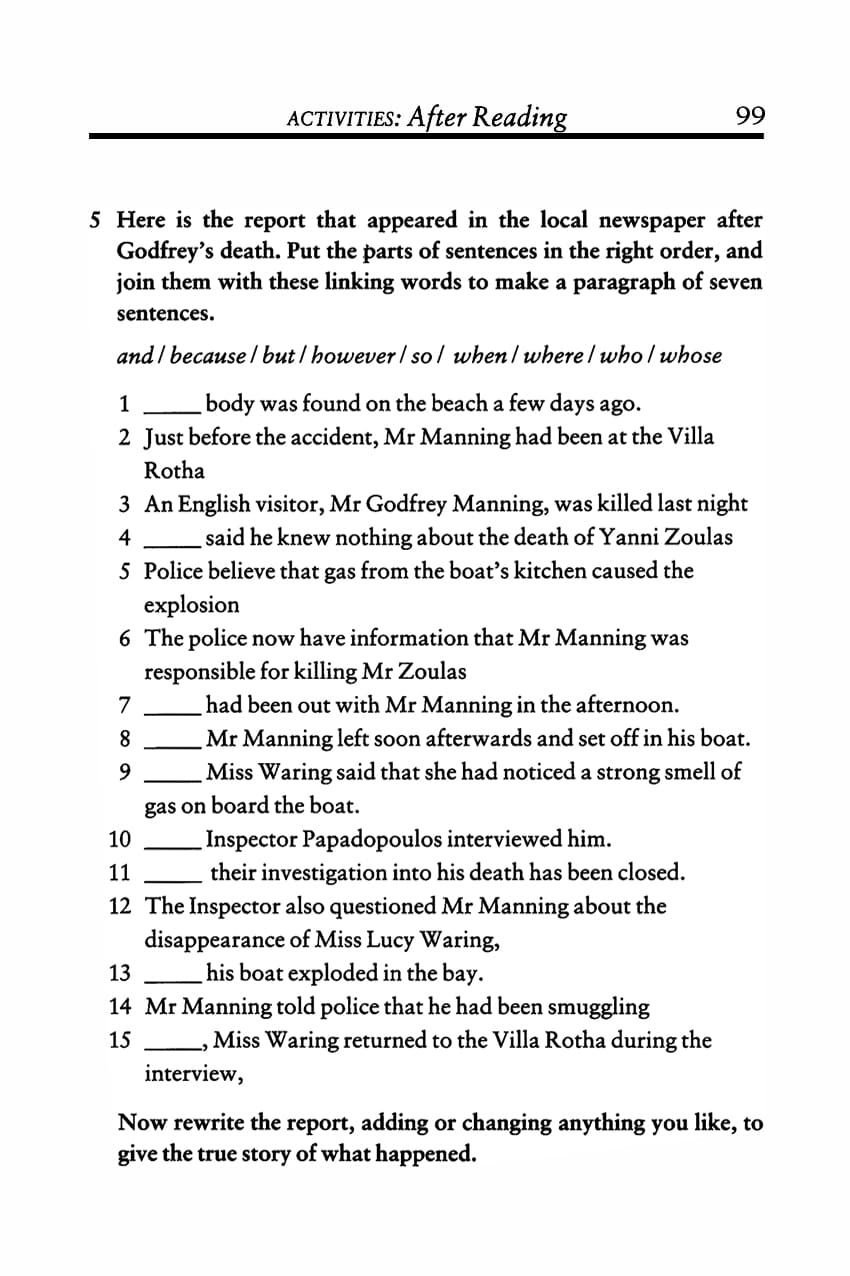 ACTIVITIES: After Reading 99
5 Here is the report that appeared in the local newspaper after
Godfrey's death. Put the parts of sentences in the right order, and
join them with these linking words to make a paragraph of seven
sentences.
and / because / but / however / so / when / where / who / whose
1 _____ body was found on the beach a few days ago.
2 Just before the accident, Mr Manning had been at the Villa
Rotha
3 An English visitor, Mr Godfrey Manning, was killed last night
4 _____ said he knew nothing about the death of Yanni Zoulas
5 Police believe that gas from the boat's kitchen caused the
explosion
6 The police now have information that Mr Manning was
responsible for killing Mr Zoulas
7 _____ had been out with Mr Manning in the afternoon.
8 _____ Mr Manning left soon afterwards and set off in his boat.
9 _____ Miss Waring said that she had noticed a strong smell of
gas on board the boat.
10 _____ Inspector Papadopoulos interviewed him.
11 _____ their investigation into his death has been closed.
12 The Inspector also questioned Mr Manning about the
disappearance of Miss Lucy Waring,
13 _____ his boat exploded in the bay.
14 Mr Manning told police that he had been smuggling
15 _____, Miss Waring returned to the Villa Rotha during the
interview,
Now rewrite the report, adding or changing anything you like, to
give the true story of what happened.